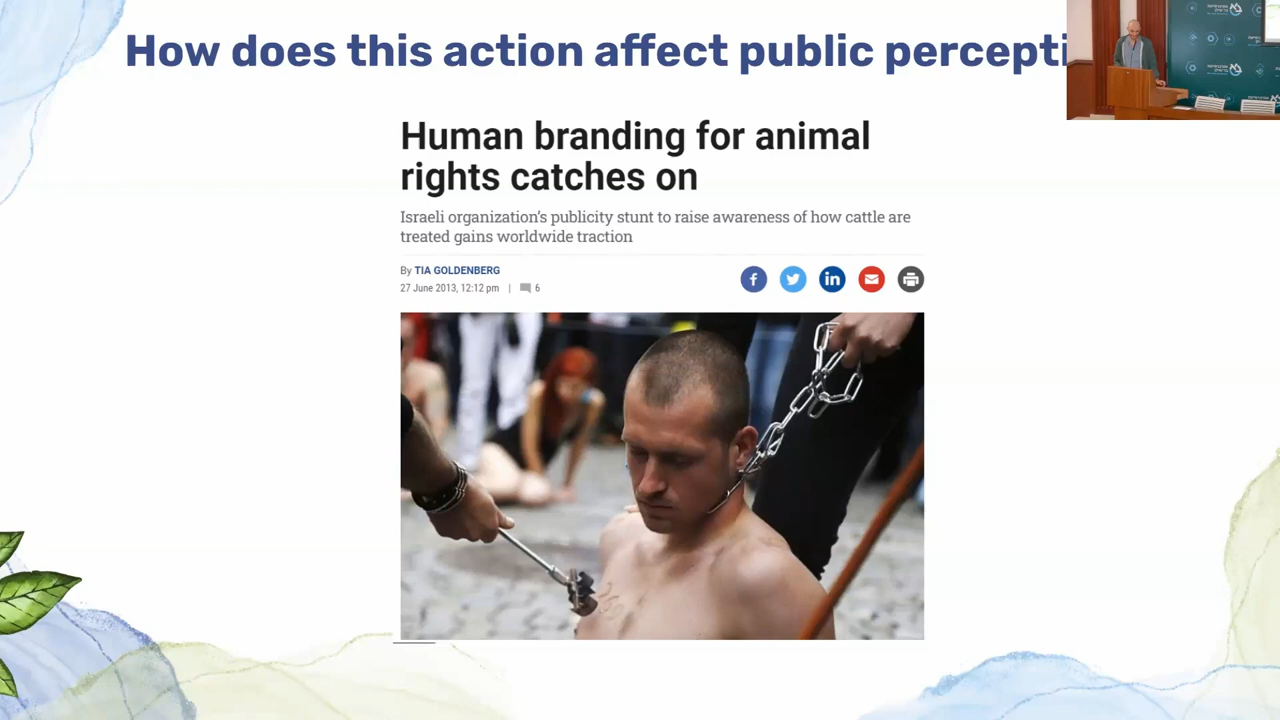 How does this action affect public percepti
Human branding for animal
rights catches on
Israeli organization's publicity stunt to raise awareness of how cattle are
treated gains worldwide traction
By TIA GOLDENBERG
27 June 2013, 12:12 pm | 6